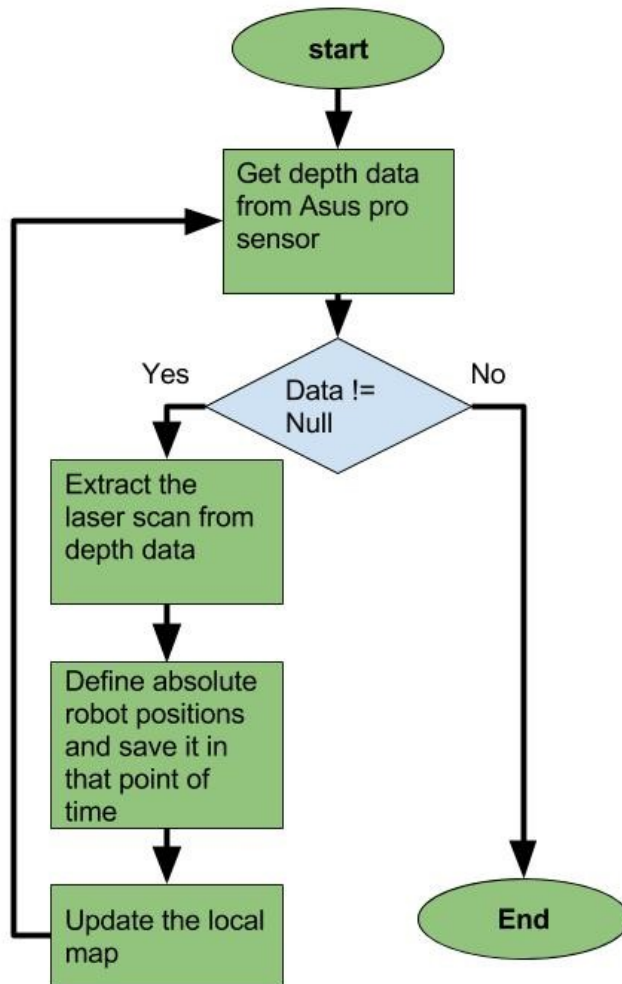 start
Get depth data
from Asus pro
sensor
Yes
No
Data !=
Null
Extract the
laser scan from
depth data
Define absolute
robot positions
and save it in
that point of
time
Update the local
map
End